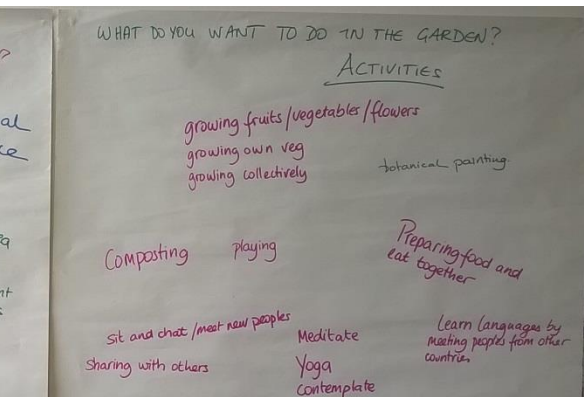 WHAT DO YOU WANT TO DO IN THE GARDEN?
ACTIVITIES
growing fruits/vegetables/flowers
growing own veg
growing collectively
botanical painting.
Composting
playing
Preparing food and
eat together
sit and chat/meet new peoples
Sharing with others
Meditate
Yoga
Contemplate
Learn languages by
meeting peoples from other
countries